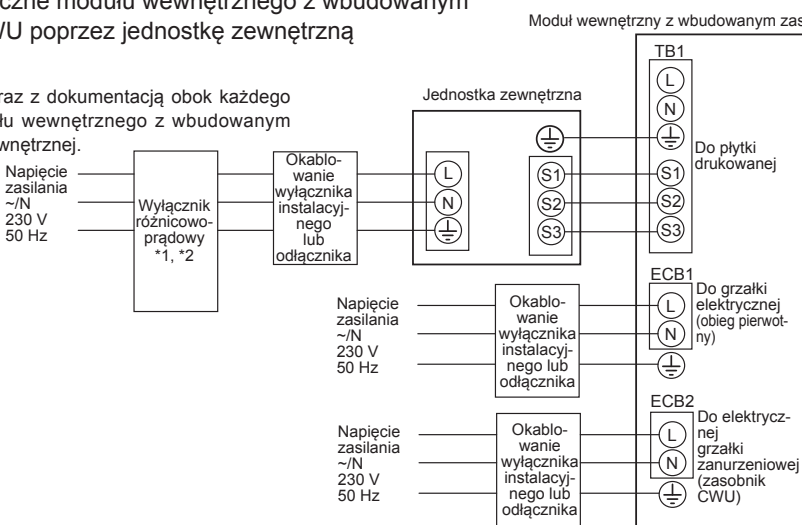 czne modułu wewnętrznego z wbudowanym
WU poprzez jednostkę zewnętrzną
raz z dokumentacją obok każdego
łu wewnętrznego z wbudowanym
wnętrznej.
Napięcie
zasilania
~/N
230 V
50 Hz
Wyłącznik
różnicowo-
prądowy
*1, *2
Okablo-
wanie
wyłącznika
instalacyj-
nego
lub
odłącznika
Jednostka zewnętrzna
L
N
S1
S2
S3
Moduł wewnętrzny z wbudowanym zas
TB1
L
N
S1
S2
S3
Do płytki
drukowanej
Napięcie
zasilania
~/N
230 V
50 Hz
Okablo-
wanie
wyłącznika
instalacyj-
nego lub
odłącznika
ECB1
L
N
Do grzałki
elektrycznej
(obieg pierwot-
ny)
Napięcie
zasilania
~/N
230 V
50 Hz
Okablo-
wanie
wyłącznika
instalacyj-
nego lub
odłącznika
ECB2
L
N
Do elektrycz-
nej
grzałki
zanurzeniowej
(zasobnik
CWU)